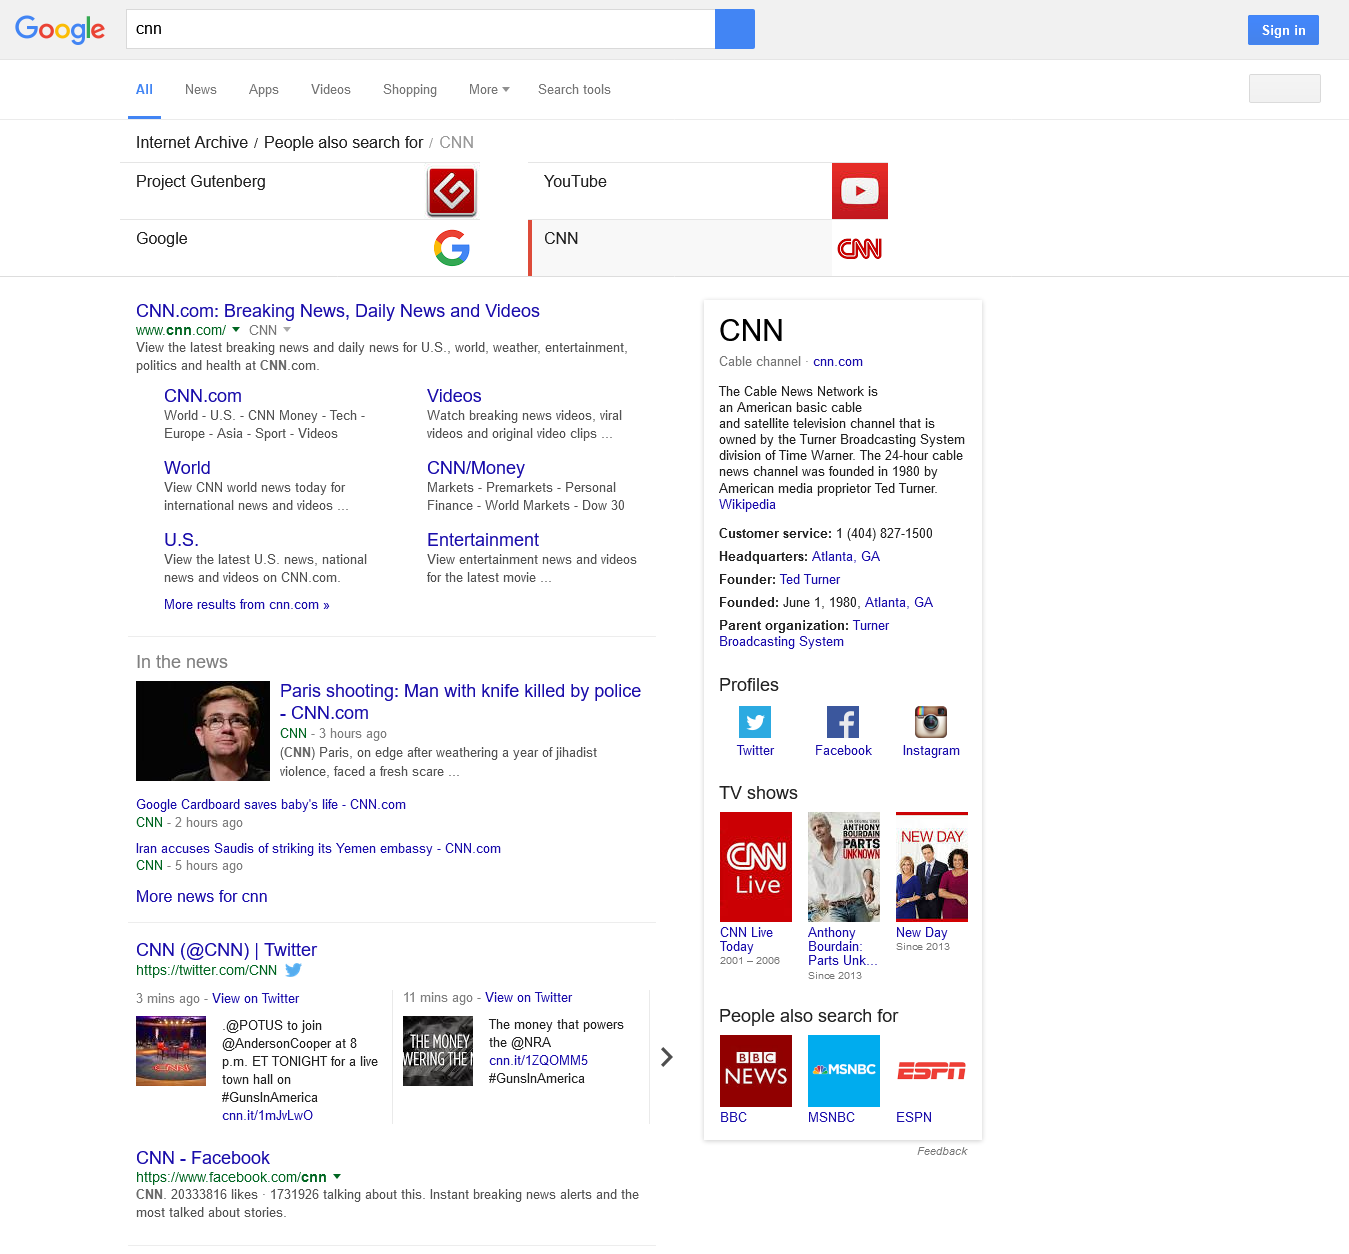 Google
cnn
Sign in
All News Apps Videos Shopping More Search tools
Internet Archive / People also search for / CNN
Project Gutenberg
YouTube
Google
CNN
CNN
CNN.com: Breaking News, Daily News and Videos
www.cnn.com/ CNN
View the latest breaking news and daily news for U.S., world, weather, entertainment,
politics and health at CNN.com.
CNN.com
World - U.S. - CNN Money - Tech -
Europe - Asia - Sport - Videos
Videos
Watch breaking news videos, viral
videos and original video clips ...
World
View CNN world news today for
international news and videos ...
CNN/Money
Markets - Premarkets - Personal
Finance - World Markets - Dow 30
U.S.
View the latest U.S. news, national
news and videos on CNN.com.
Entertainment
View entertainment news and videos
for the latest movie ...
More results from cnn.com »
In the news
Paris shooting: Man with knife killed by police
- CNN.com
CNN - 3 hours ago
(CNN) Paris, on edge after weathering a year of jihadist
violence, faced a fresh scare ...
Google Cardboard saves baby's life - CNN.com
CNN - 2 hours ago
Iran accuses Saudis of striking its Yemen embassy - CNN.com
CNN - 5 hours ago
More news for cnn
CNN (@CNN) | Twitter
https://twitter.com/CNN
3 mins ago - View on Twitter
CNN
.@POTUS to join
@AndersonCooper at 8
p.m. ET TONIGHT for a live
town hall on
#GunsInAmerica
cnn.it/1mJvLwO
11 mins ago - View on Twitter
THE MONEY
WERING THE N
The money that powers
the @NRA
cnn.it/1ZQOMM5
#GunsInAmerica
CNN - Facebook
https://www.facebook.com/cnn
CNN. 20333816 likes · 1731926 talking about this. Instant breaking news alerts and the
most talked about stories.
CNN
Cable channel · cnn.com
The Cable News Network is
an American basic cable
and satellite television channel that is
owned by the Turner Broadcasting System
division of Time Warner. The 24-hour cable
news channel was founded in 1980 by
American media proprietor Ted Turner.
Wikipedia
Customer service: 1 (404) 827-1500
Headquarters: Atlanta, GA
Founder: Ted Turner
Founded: June 1, 1980, Atlanta, GA
Parent organization: Turner
Broadcasting System
Profiles
Twitter
Facebook
Instagram
TV shows
CNN
Live
CNN Live
Today
2001 – 2006
ANTHONY
BOURDAIN
PARTS
UNKNOWN
Anthony
Bourdain:
Parts Unk...
Since 2013
NEW DAY
New Day
Since 2013
People also search for
BBC
NEWS
BBC
MSNBC
MSNBC
ESPN
ESPN
Feedback